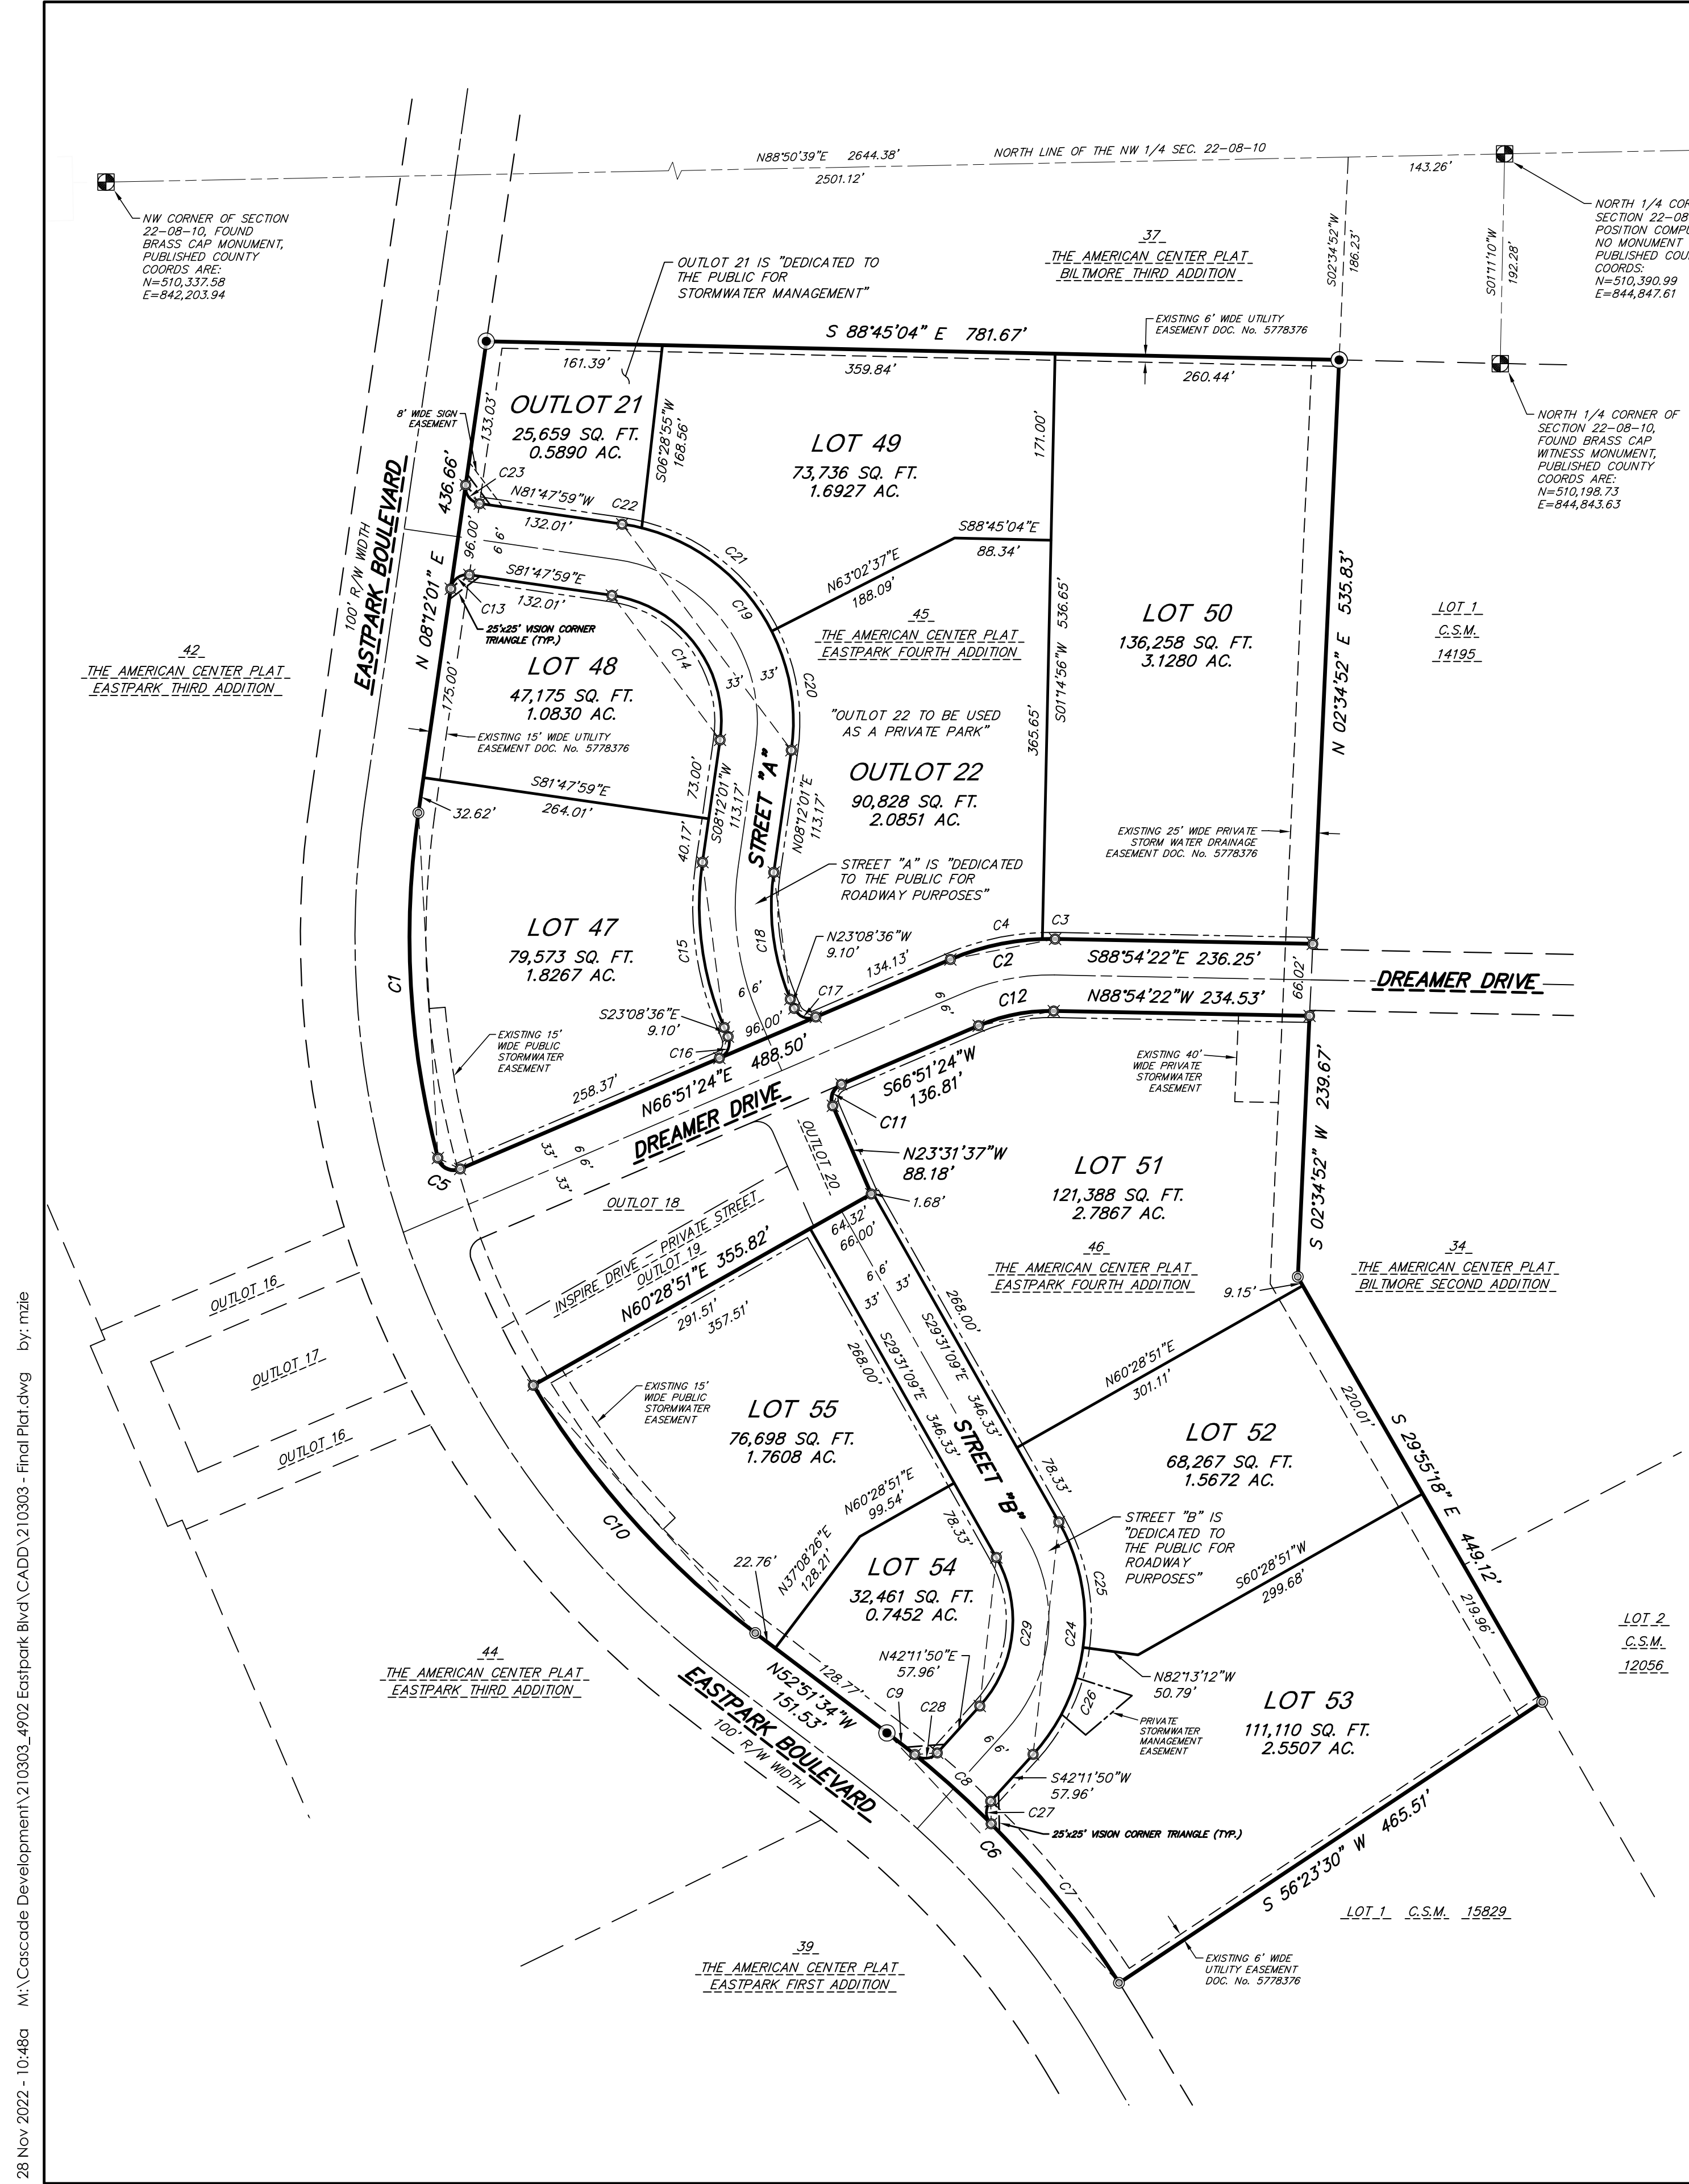 N88°50'39"E 2644.38'
NORTH LINE OF THE NW 1/4 SEC. 22-08-10
2501.12'
143.26'
NW CORNER OF SECTION
22-08-10, FOUND
BRASS CAP MONUMENT,
PUBLISHED COUNTY
COORDS ARE:
N=510,337.58
E=842,203.94
NORTH 1/4 COR
SECTION 22-08
POSITION COMPU
NO MONUMENT
PUBLISHED COU
COORDS:
N=510,390.99
E=844,847.61
S02°34'52"W
186.23'
S01°11'10"W
192.28'
37
THE AMERICAN CENTER PLAT
BILTMORE THIRD ADDITION
OUTLOT 21 IS "DEDICATED TO
THE PUBLIC FOR
STORMWATER MANAGEMENT"
EXISTING 6' WIDE UTILITY
EASEMENT DOC. No. 5778376
S 88°45'04" E 781.67'
161.39'
359.84'
260.44'
NORTH 1/4 CORNER OF
SECTION 22-08-10,
FOUND BRASS CAP
WITNESS MONUMENT,
PUBLISHED COUNTY
COORDS ARE:
N=510,198.73
E=844,843.63
8' WIDE SIGN
EASEMENT
133.03'
OUTLOT 21
25,659 SQ. FT.
0.5890 AC.
S06°28'55"W
168.56'
LOT 49
73,736 SQ. FT.
1.6927 AC.
171.00'
436.66'
C23
N81°47'59"W
132.01'
C22
C21
S88°45'04"E
88.34'
N63°02'37"E
188.09'
EASTPARK BOULEVARD
100' R/W WIDTH
96.00'
66'
S81°47'59"E
132.01'
C13
C19
N 08°12'01" E
25'x25' VISION CORNER
TRIANGLE (TYP.)
C14
45
THE AMERICAN CENTER PLAT
EASTPARK FOURTH ADDITION
S01°14'56"W 536.65'
LOT 50
136,258 SQ. FT.
3.1280 AC.
N 02°34'52" E 535.83'
LOT 1
C.S.M.
14195
42
THE AMERICAN CENTER PLAT
EASTPARK THIRD ADDITION
LOT 48
47,175 SQ. FT.
1.0830 AC.
175.00'
33'
33'
C20
"OUTLOT 22 TO BE USED
AS A PRIVATE PARK"
EXISTING 15' WIDE UTILITY
EASEMENT DOC. No. 5778376
365.65'
S81°47'59"E
264.01'
32.62'
73.00'
S08°12'01"W
113.17'
40.17'
STREET "A"
N08°12'01"E
113.17'
OUTLOT 22
90,828 SQ. FT.
2.0851 AC.
EXISTING 25' WIDE PRIVATE
STORM WATER DRAINAGE
EASEMENT DOC. No. 5778376
STREET "A" IS "DEDICATED
TO THE PUBLIC FOR
ROADWAY PURPOSES"
LOT 47
79,573 SQ. FT.
1.8267 AC.
C1
C15
C18
N23°08'36"W
9.10'
134.13'
C4
C3
C2
S88°54'22"E 236.25'
66.02'
DREAMER DRIVE
66'
C17
66'
C12
N88°54'22"W 234.53'
S23°08'36"E
9.10'
96.00'
C16
EXISTING 15'
WIDE PUBLIC
STORMWATER
EASEMENT
EXISTING 40'
WIDE PRIVATE
STORMWATER
EASEMENT
258.37'
N66°51'24"E 488.50'
S66°51'24"W
136.81'
C11
DREAMER DRIVE
33'
66'
33'
C5
OUTLOT 20
N23°31'37"W
88.18'
1.68'
LOT 51
121,388 SQ. FT.
2.7867 AC.
S 02°34'52" W 239.67'
OUTLOT 18
INSPIRE DRIVE - PRIVATE STREET
OUTLOT 19
N60°28'51"E 355.82'
291.51'
357.51'
64.32'
66.00'
66'
33'
33'
46
THE AMERICAN CENTER PLAT
EASTPARK FOURTH ADDITION
34
THE AMERICAN CENTER PLAT
BILTMORE SECOND ADDITION
9.15'
OUTLOT 16
OUTLOT 17
OUTLOT 16
268.00'
S29°31'09"E 346.33'
268.00'
S29°31'09"E 346.33'
N60°28'51"E
301.11'
EXISTING 15'
WIDE PUBLIC
STORMWATER
EASEMENT
LOT 55
76,698 SQ. FT.
1.7608 AC.
STREET "B"
LOT 52
68,267 SQ. FT.
1.5672 AC.
220.01'
S 29°55'18" E 449.12'
N60°28'51"E
99.54'
78.33'
78.33'
C10
N37°08'26"E
128.21'
STREET "B" IS
"DEDICATED TO
THE PUBLIC FOR
ROADWAY
PURPOSES"
S60°28'51"W
299.68'
22.76'
LOT 54
32,461 SQ. FT.
0.7452 AC.
C25
C29
C24
219.96'
LOT 2
C.S.M.
12056
44
THE AMERICAN CENTER PLAT
EASTPARK THIRD ADDITION
N42°11'50"E
57.96'
N82°13'12"W
50.79'
128.77'
N52°51'34"W
151.53'
C9
C28
C26
PRIVATE
STORMWATER
MANAGEMENT
EASEMENT
LOT 53
111,110 SQ. FT.
2.5507 AC.
EASTPARK BOULEVARD
100' R/W WIDTH
66'
C8
S42°11'50"W
57.96'
C27
25'x25' VISION CORNER TRIANGLE (TYP.)
C6
C7
S 56°23'30" W 465.51'
LOT 1 C.S.M. 15829
39
THE AMERICAN CENTER PLAT
EASTPARK FIRST ADDITION
EXISTING 6' WIDE
UTILITY EASEMENT
DOC. No. 5778376
28 Nov 2022 - 10:48a M:\Cascade Development\210303_4902 Eastpark Blvd\CADD\210303 - Final Plat.dwg by: mzie